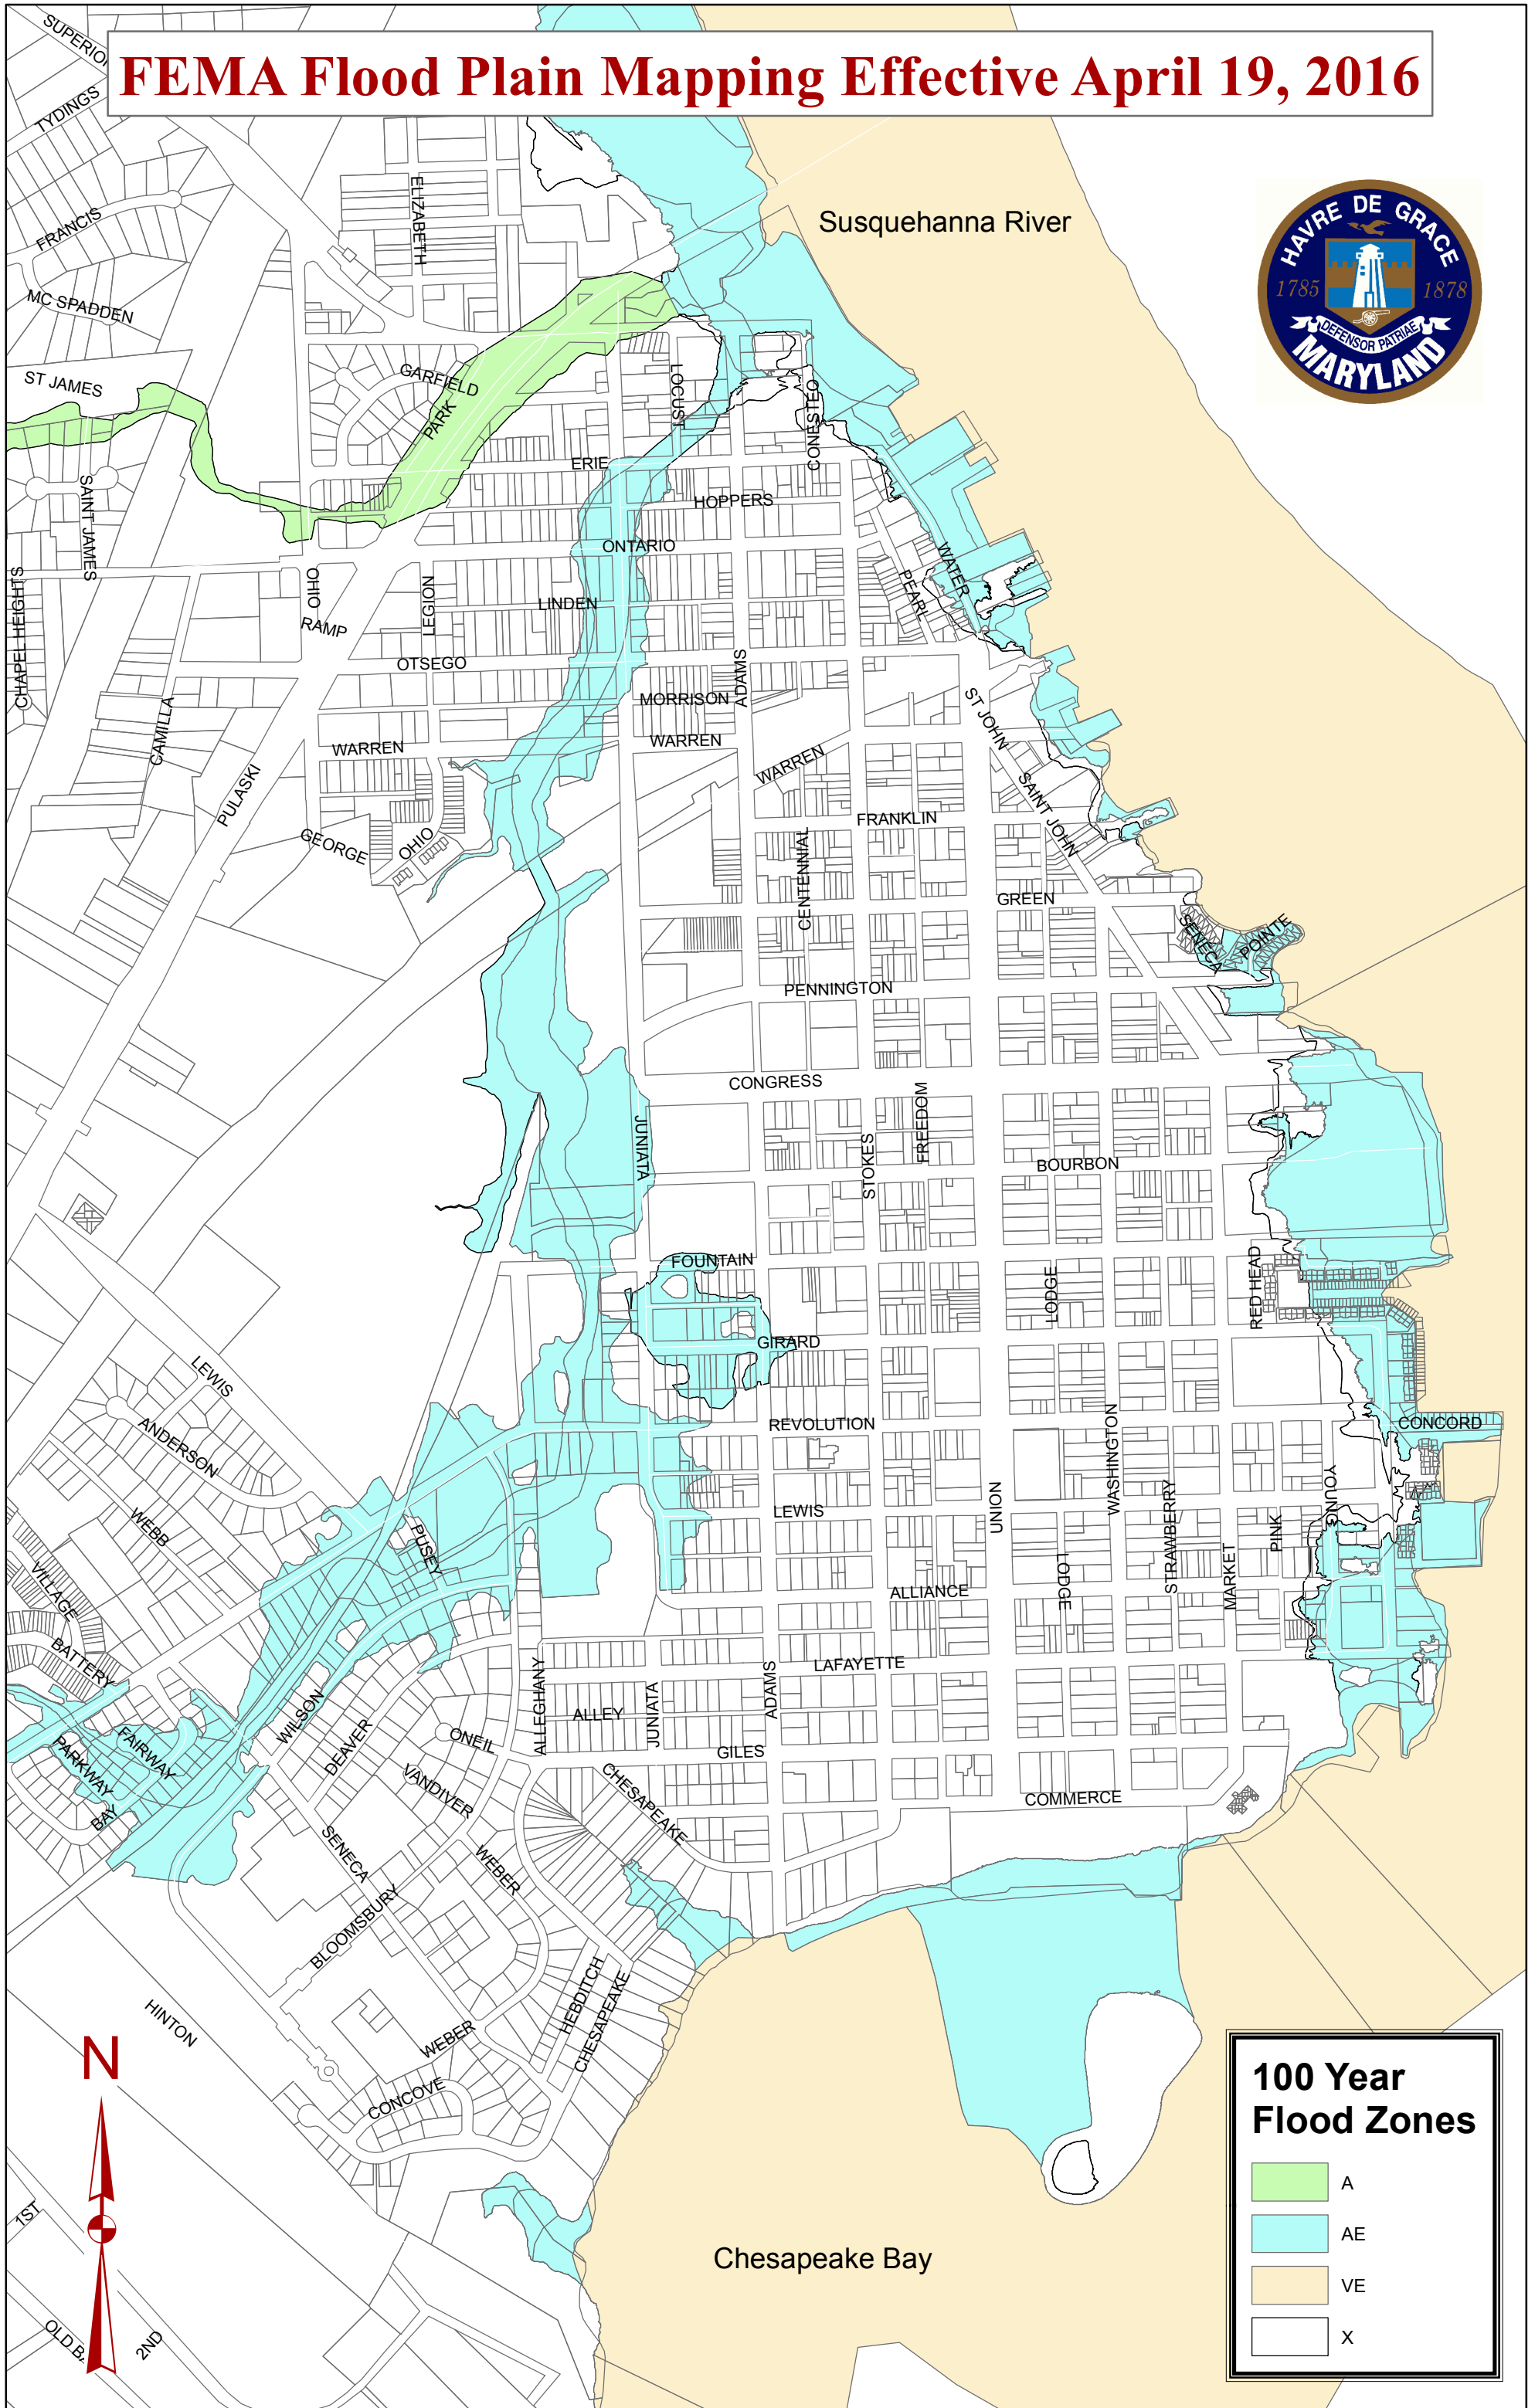 SUPERIOR
FEMA Flood Plain Mapping Effective April 19, 2016
TYDINGS
ELIZABETH
Susquehanna River
HAVRE DE GRACE
1785
1878
DEFENSOR PATRIAE
MARYLAND
FRANCIS
MC SPADDEN
ST JAMES
GARFIELD
PARK
LOCUST
CONESTEO
ERIE
HOPPERS
SAINT JAMES
ONTARIO
WATER
PEARL
CHAPEL HEIGHTS
OHIO
LEGION
LINDEN
RAMP
OTSEGO
ADAMS
MORRISON
ST JOHN
CAMILLA
WARREN
WARREN
WARREN
PULASKI
SAINT JOHN
FRANKLIN
GEORGE
OHIO
CENTENNIAL
GREEN
SENECA
POINTE
PENNINGTON
CONGRESS
FREEDOM
JUNIATA
STOKES
BOURBON
FOUNTAIN
RED HEAD
LODGE
GIRARD
LEWIS
ANDERSON
REVOLUTION
CONCORD
WASHINGTON
UNION
YOUNG
LEWIS
WEBB
STRAWBERRY
PINK
PUSEY
MARKET
LODGE
VILLAGE
ALLIANCE
BATTERY
LAFAYETTE
ALLEGHANY
ADAMS
WILSON
JUNIATA
ALLEY
FAIRWAY
ONEIL
DEAVER
PARKWAY
GILES
VANDIVER
CHESAPEAKE
COMMERCE
BAY
SENECA
WEBER
BLOOMSBURY
HEBDITCH
CHESAPEAKE
HINTON
WEBER
N
CONCOVE
100 Year
Flood Zones
A
1ST
AE
Chesapeake Bay
VE
OLD BA
2ND
X